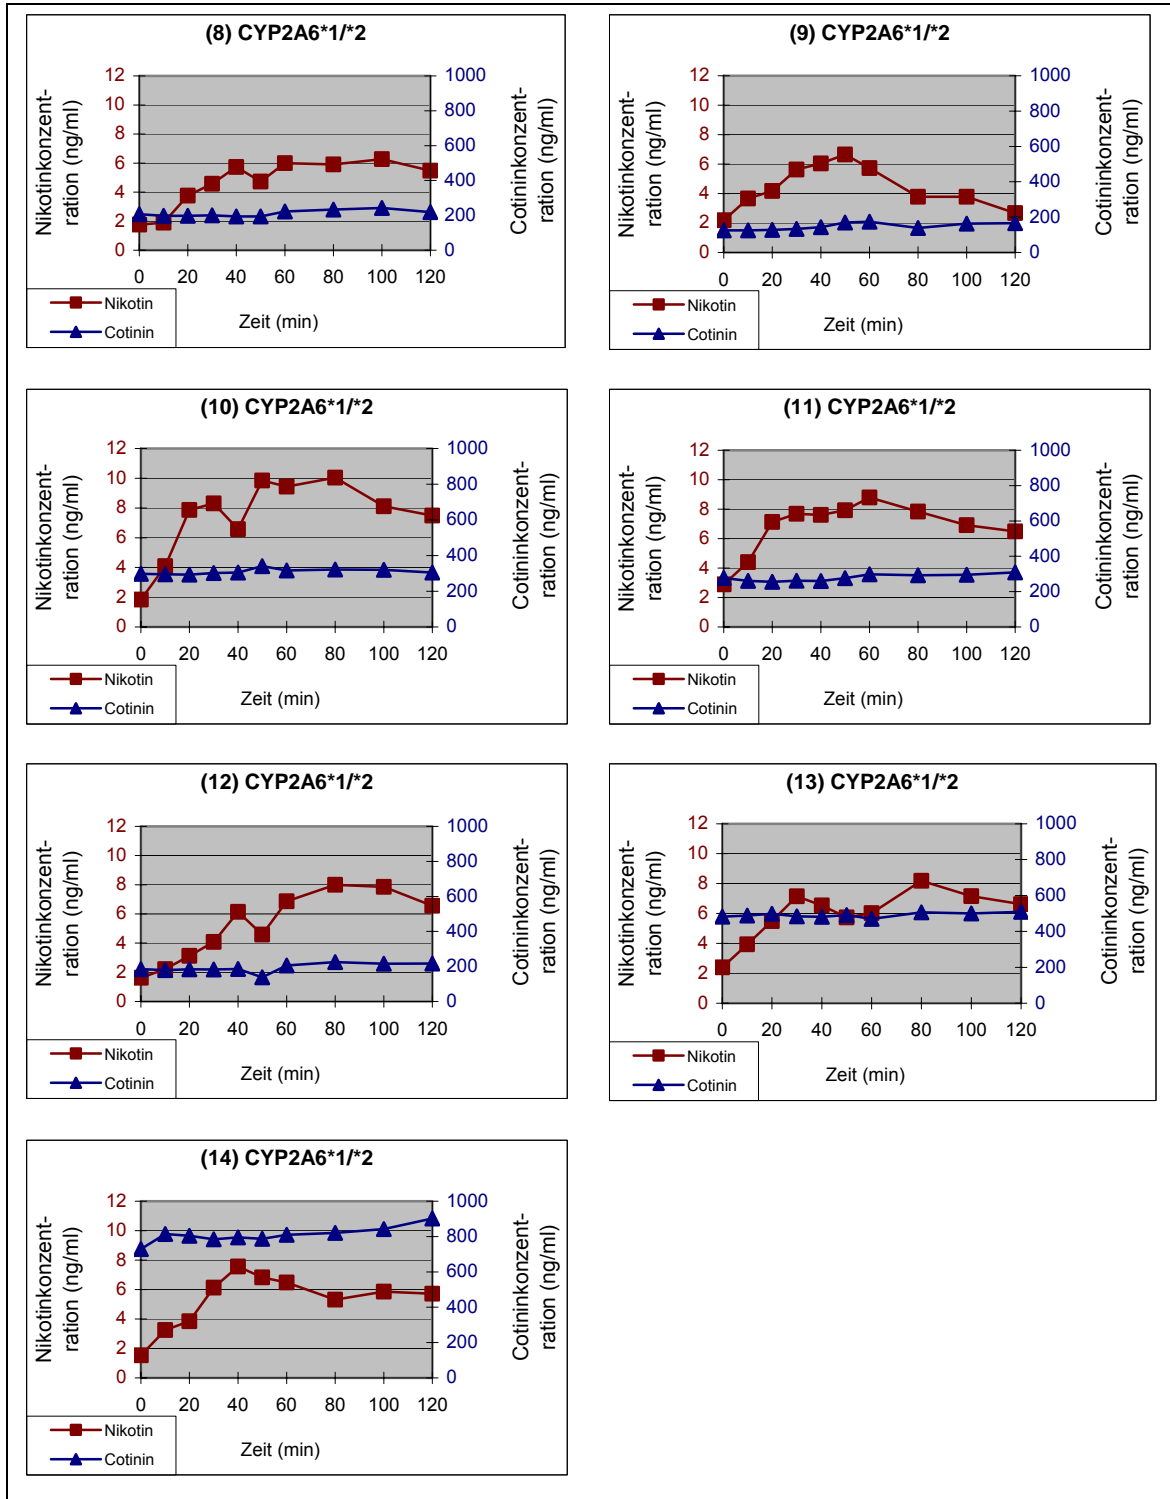 (8) CYP2A6*1/*2
Nikotinkonzent-
ration (ng/ml)
12
10
8
6
4
2
0
1000
800
600
400
200
0
Cotininkonzent-
ration (ng/ml)
0 20 40 60 80 100 120
Nikotin
Cotinin
Zeit (min)
(9) CYP2A6*1/*2
Nikotinkonzent-
ration (ng/ml)
12
10
8
6
4
2
0
1000
800
600
400
200
0
Cotininkonzent-
ration (ng/ml)
0 20 40 60 80 100 120
Nikotin
Cotinin
Zeit (min)
(10) CYP2A6*1/*2
Nikotinkonzent-
ration (ng/ml)
12
10
8
6
4
2
0
1000
800
600
400
200
0
Cotininkonzent-
ration (ng/ml)
0 20 40 60 80 100 120
Nikotin
Cotinin
Zeit (min)
(11) CYP2A6*1/*2
Nikotinkonzent-
ration (ng/ml)
12
10
8
6
4
2
0
1000
800
600
400
200
0
Cotininkonzent-
ration (ng/ml)
0 20 40 60 80 100 120
Nikotin
Cotinin
Zeit (min)
(12) CYP2A6*1/*2
Nikotinkonzent-
ration (ng/ml)
12
10
8
6
4
2
0
1000
800
600
400
200
0
Cotininkonzent-
ration (ng/ml)
0 20 40 60 80 100 120
Nikotin
Cotinin
Zeit (min)
(13) CYP2A6*1/*2
Nikotinkonzent-
ration (ng/ml)
12
10
8
6
4
2
0
1000
800
600
400
200
0
Cotininkonzent-
ration (ng/ml)
0 20 40 60 80 100 120
Nikotin
Cotinin
Zeit (min)
(14) CYP2A6*1/*2
Nikotinkonzent-
ration (ng/ml)
12
10
8
6
4
2
0
1000
800
600
400
200
0
Cotininkonzent-
ration (ng/ml)
0 20 40 60 80 100 120
Nikotin
Cotinin
Zeit (min)